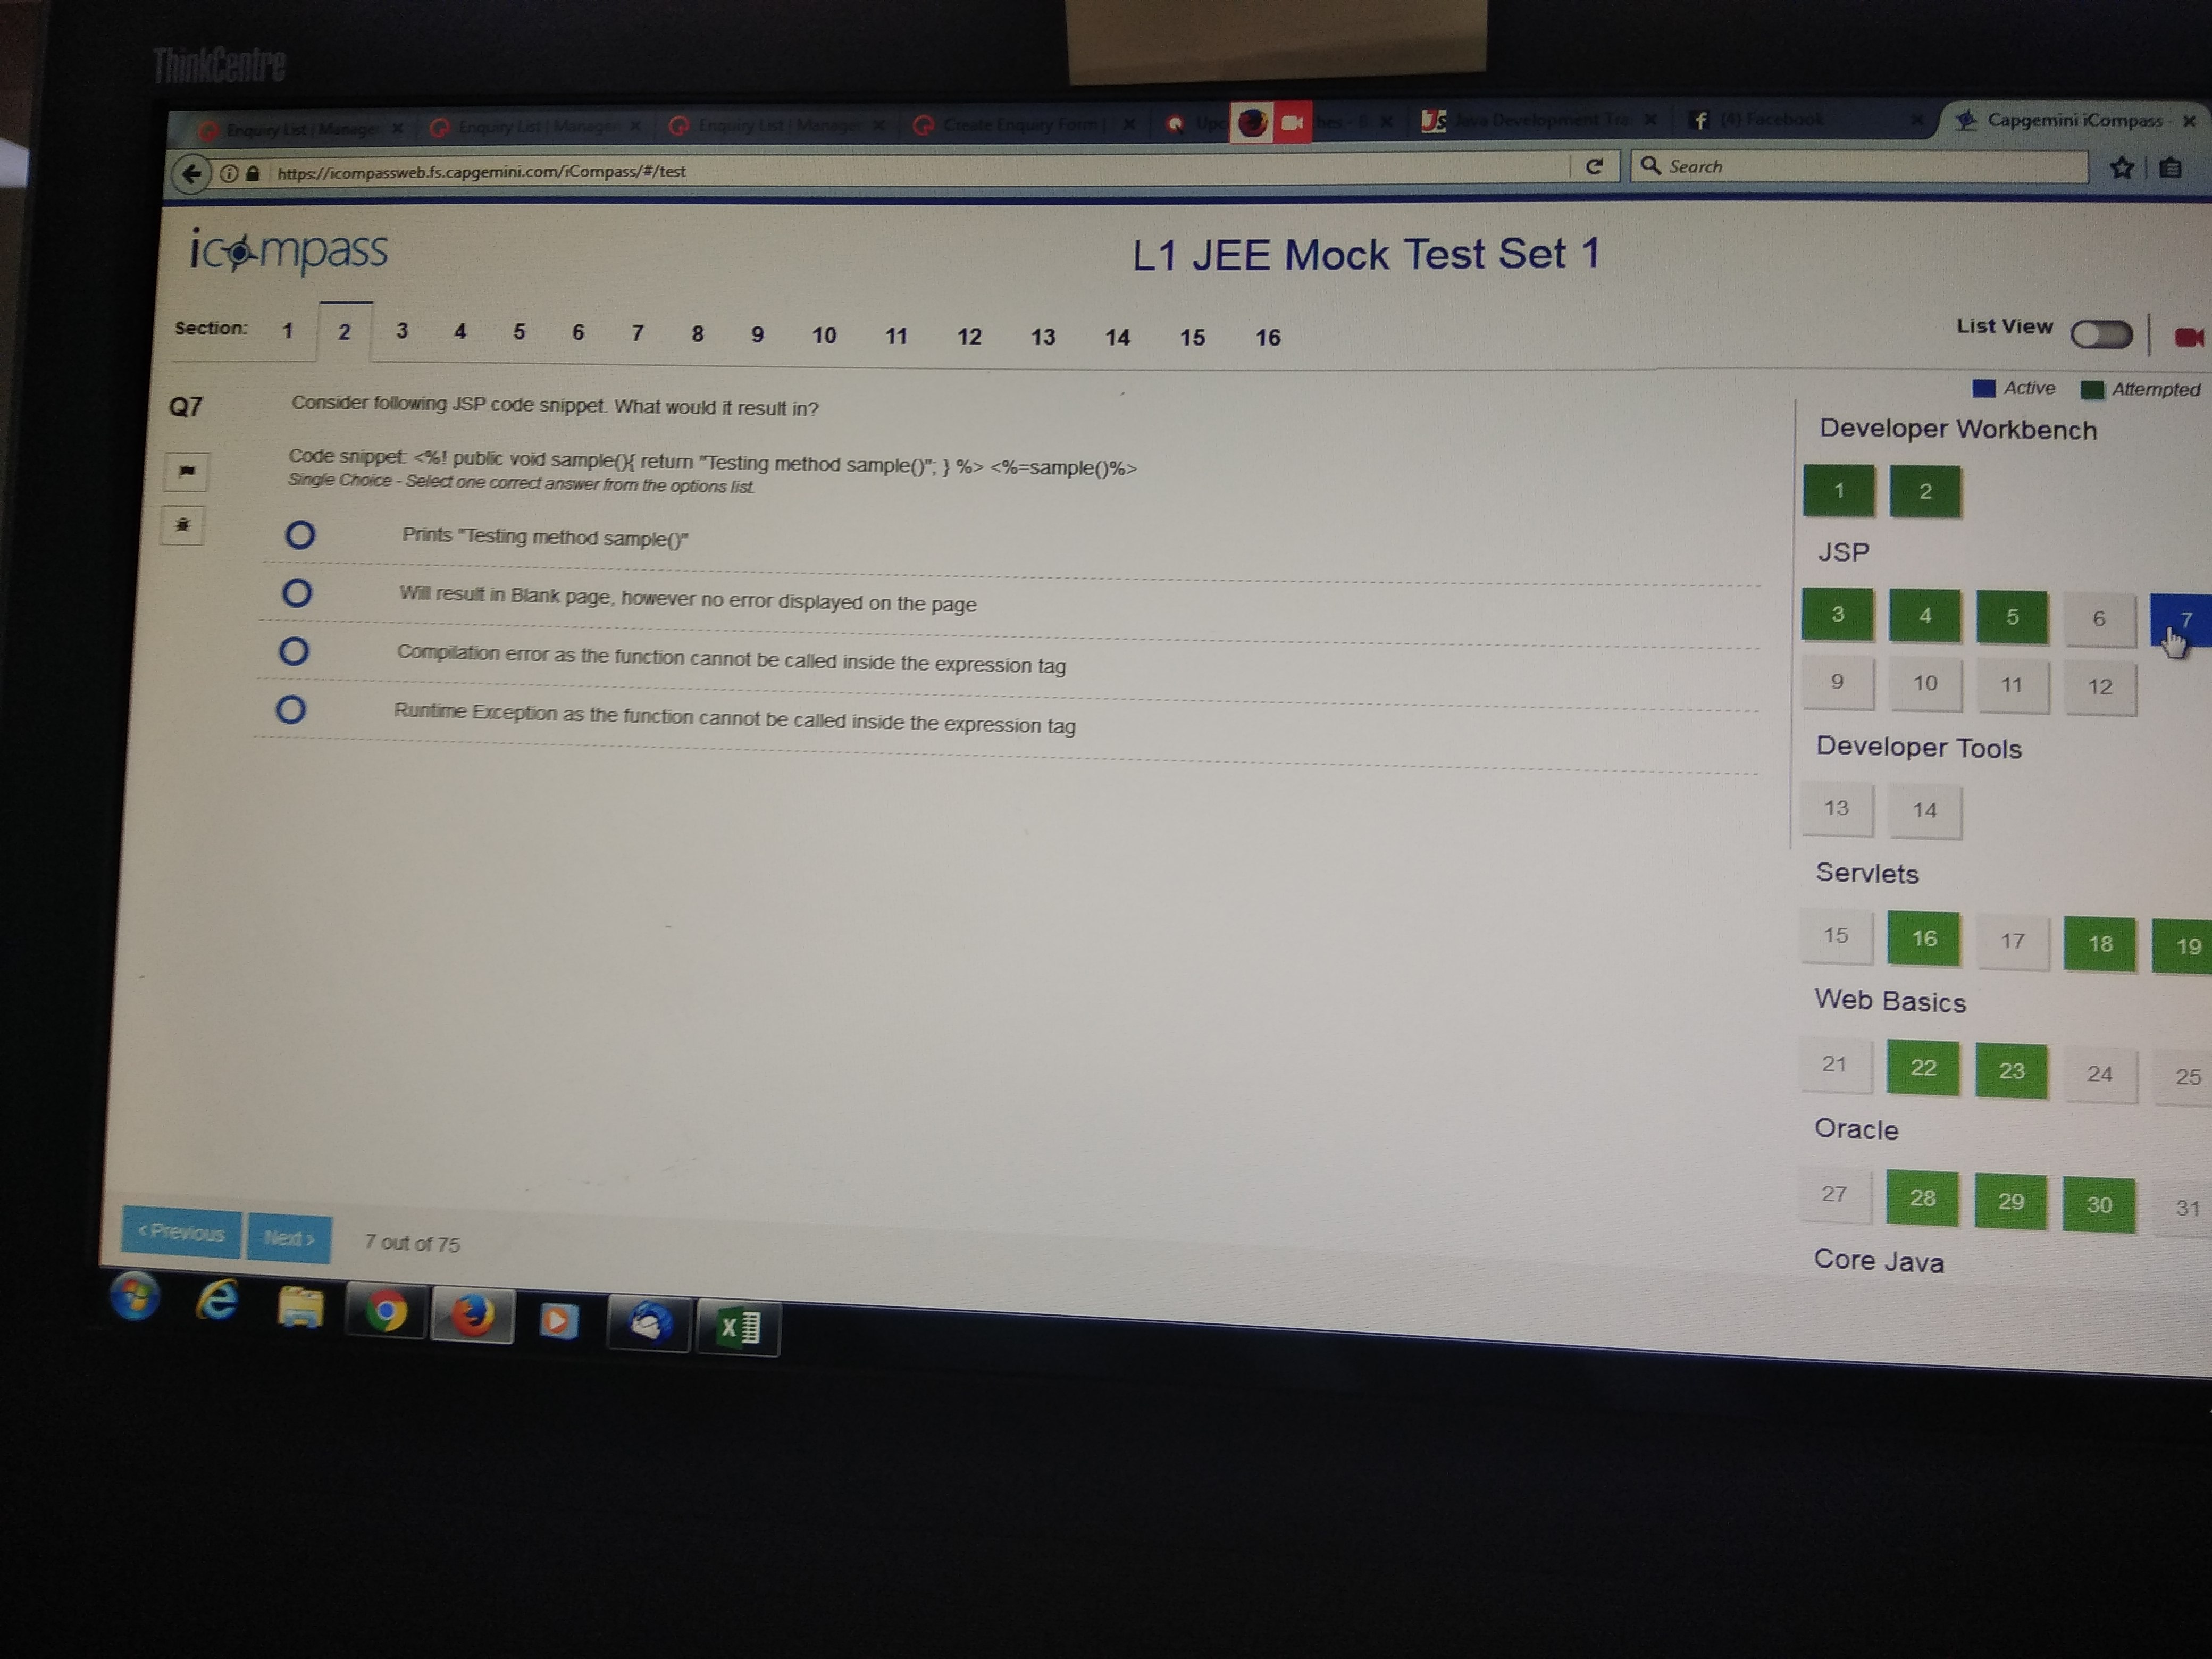 ThinkCentre
Enquiry List | Manage
Enquiry List | Manage
Enquiry List | Manage
Create Enquiry Form |
Upc
hes -
Java Development Tra
(4) Facebook
Capgemini iCompass -
https://icompassweb.fs.capgemini.com/iCompass/#/test
Search
icompass
L1 JEE Mock Test Set 1
Section: 1 2 3 4 5 6 7 8 9 10 11 12 13 14 15 16
List View
Active Attempted
Q7 Consider following JSP code snippet. What would it result in?
Code snippet: <%! public void sample(){ return "Testing method sample()"; } %> <%=sample()%>
Single Choice - Select one correct answer from the options list.
Prints "Testing method sample()"
Will result in Blank page, however no error displayed on the page
Compilation error as the function cannot be called inside the expression tag
Runtime Exception as the function cannot be called inside the expression tag
Developer Workbench
1 2
JSP
3 4 5 6 7
9 10 11 12
Developer Tools
13 14
Servlets
15 16 17 18 19
Web Basics
21 22 23 24 25
Oracle
27 28 29 30 31
Core Java
< Previous Next > 7 out of 75